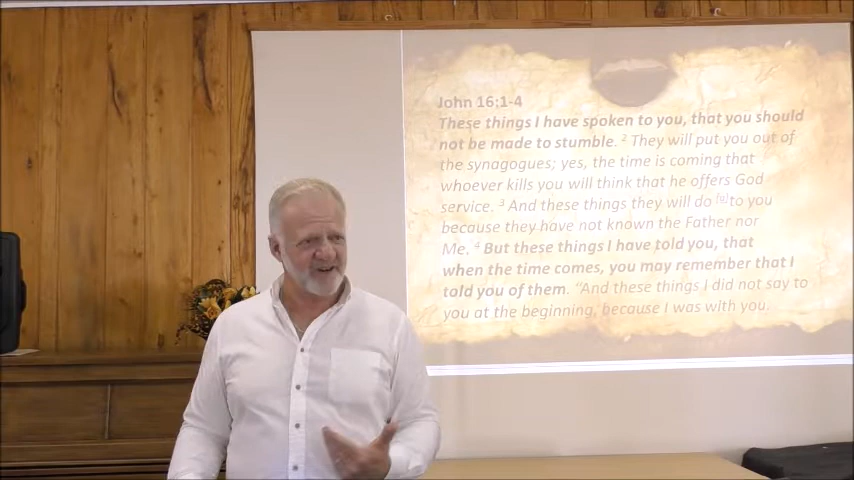 John 16:1-4
These things I have spoken to you, that you should
not be made to stumble. 2 They will put you out of
the synagogues; yes, the time is coming that
whoever kills you will think that he offers God
service. 3 And these things they will do [g]to you
because they have not known the Father nor
Me. 4 But these things I have told you, that
when the time comes, you may remember that I
told you of them. "And these things I did not say to
you at the beginning, because I was with you.